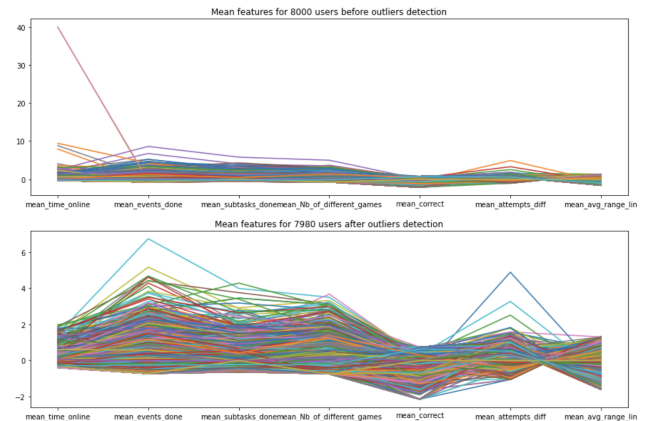 Mean features for 8000 users before outliers detection
40
30
20
10
0
mean_time_online mean_events_done mean_subtasks_done mean_Nb_of_different_games mean_correct mean_attempts_diff mean_avg_range_lin
Mean features for 7980 users after outliers detection
6
4
2
0
−2
mean_time_online mean_events_done mean_subtasks_done mean_Nb_of_different_games mean_correct mean_attempts_diff mean_avg_range_lin